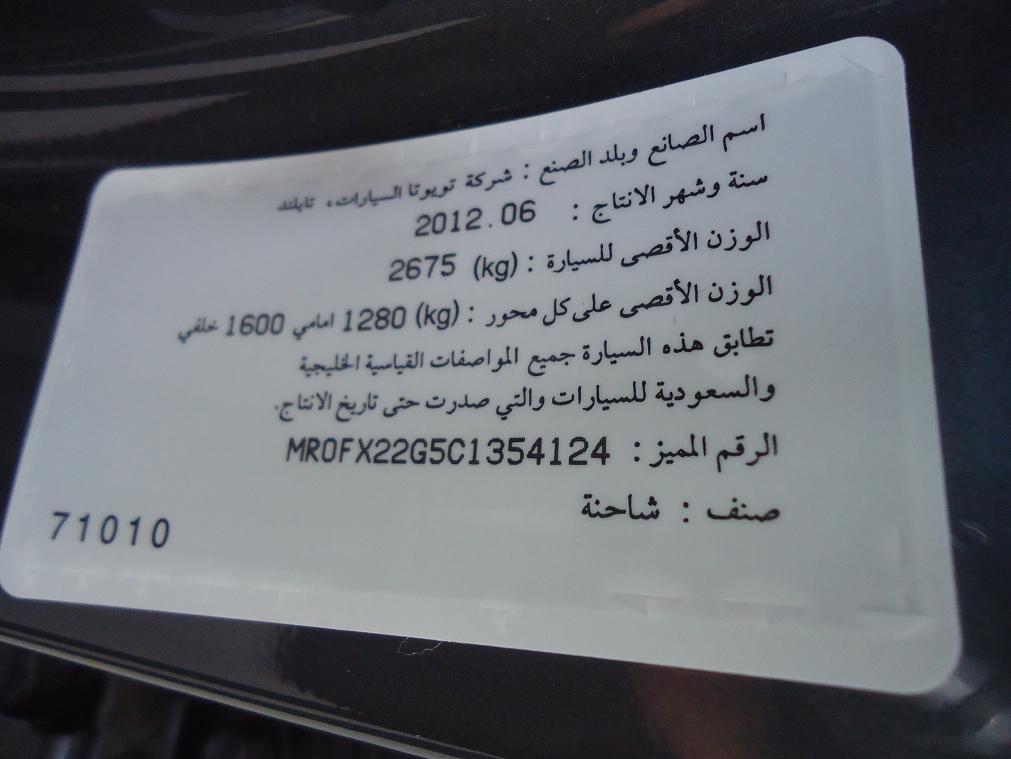 اسم الصانع وبلد الصنع : شركة تويوتا السيارات، تايلند
سنة وشهر الانتاج : 2012.06
الوزن الأقصى للسيارة : (kg) 2675
الوزن الأقصى على كل محور : (kg) 1280 امامي 1600 خلفي
تطابق هذه السيارة جميع المواصفات القياسية الخليجية
والسعودية للسيارات والتي صدرت حتى تاريخ الانتاج.
الرقم المميز : MR0FX22G5C1354124
صنف : شاحنة
71010